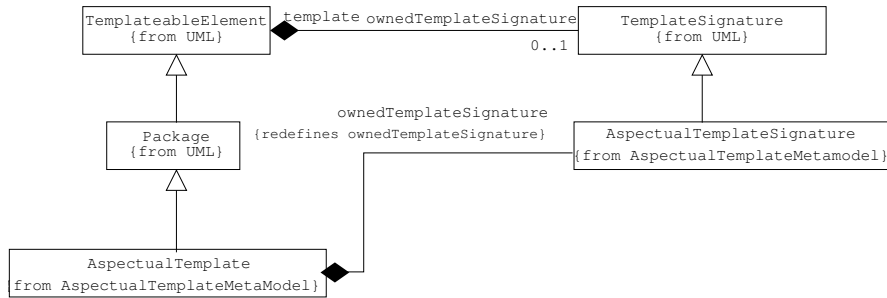 TemplateableElement
{from UML}
template
ownedTemplateSignature
0..1
TemplateSignature
{from UML}
Package
{from UML}
ownedTemplateSignature
{redefines ownedTemplateSignature}
AspectualTemplateSignature
{from AspectualTemplateMetamodel}
AspectualTemplate
{from AspectualTemplateMetaModel}